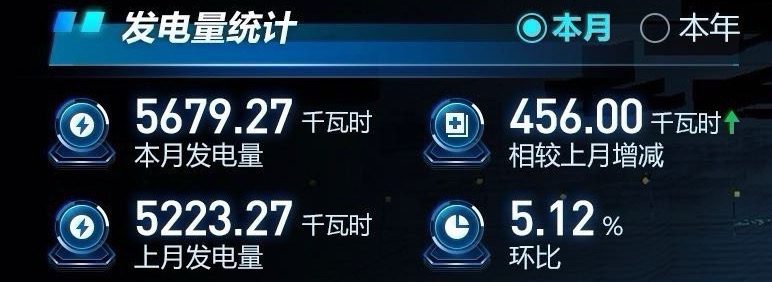 发电量统计
本月 本年
5679.27 千瓦时
本月发电量
456.00 千瓦时
相较上月增减
5223.27 千瓦时
上月发电量
5.12 %
环比